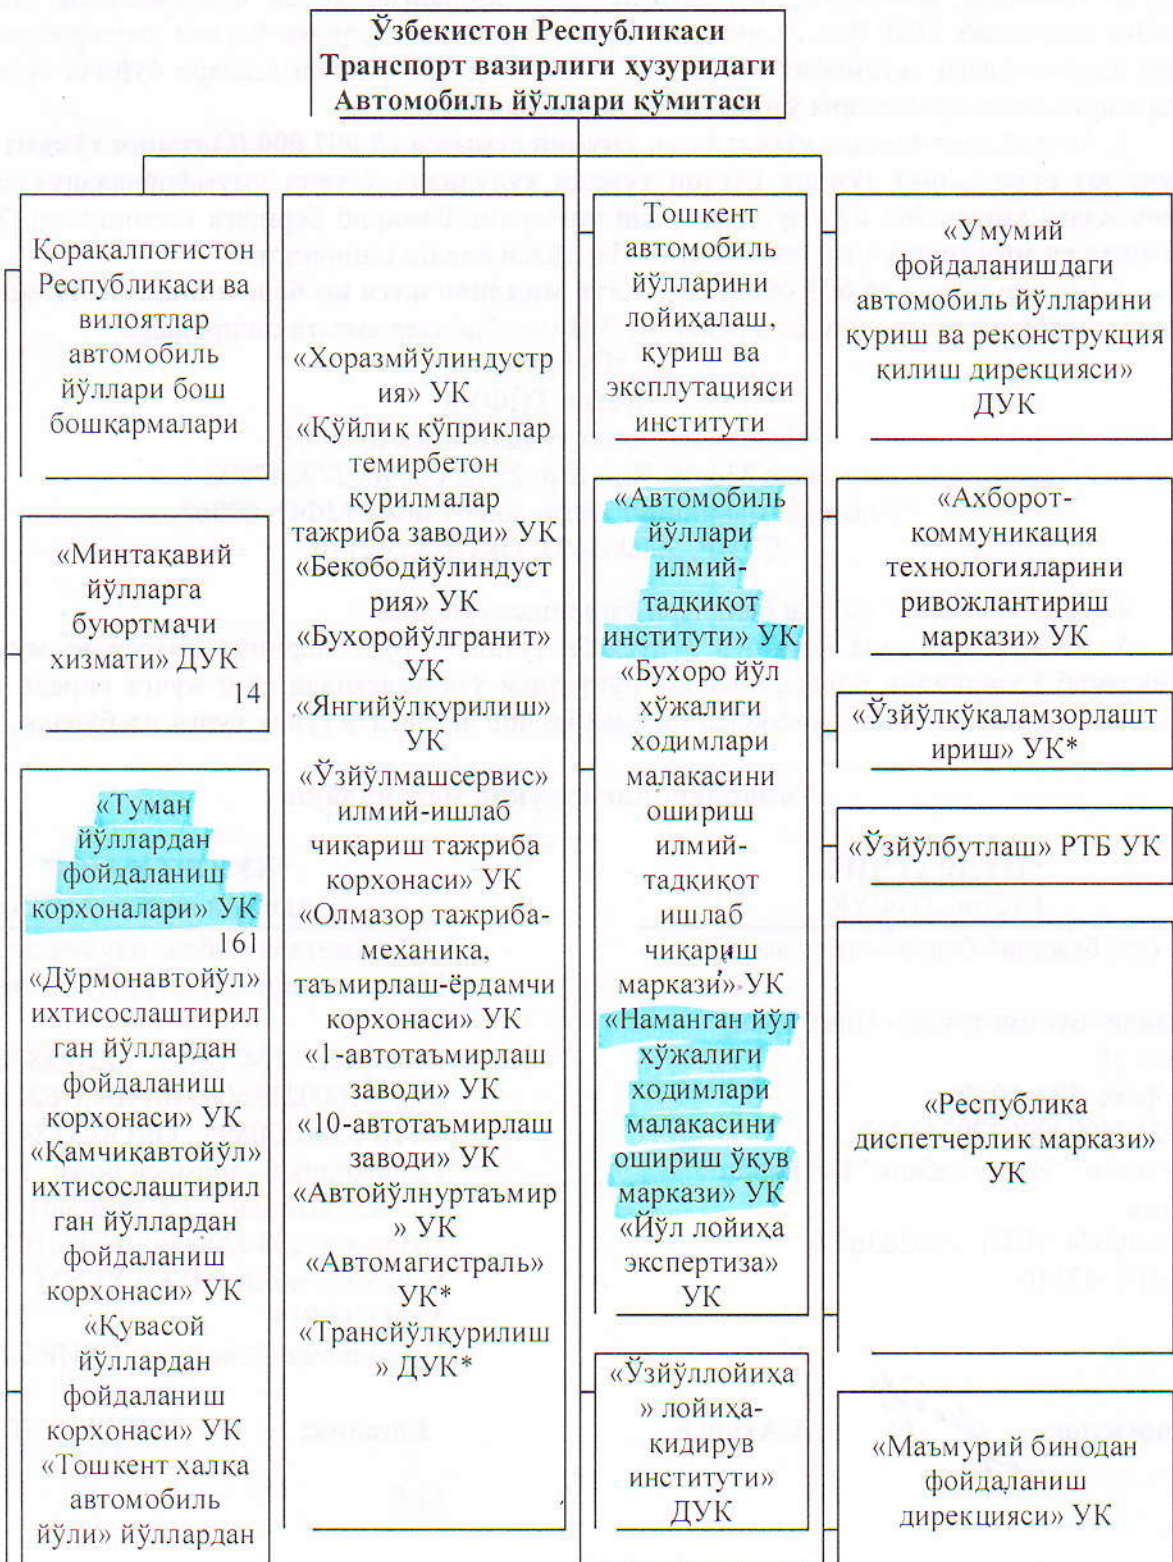 Ўзбекистон Республикаси
Транспорт вазирлиги ҳузуридаги
Автомобиль йўллари қўмитаси
Қорақалпоғистон
Республикаси ва
вилоятлар
автомобиль
йўллари бош
бошқармалари
«Минтақавий
йўлларга
буюртмачи
хизмати» ДУК
14
«Туман
йўллардан
фойдаланиш
корхоналари» УК
161
«Дўрмонавтойўл»
ихтисослаштирил
ган йўллардан
фойдаланиш
корхонаси» УК
«Қамчиқавтойўл»
ихтисослаштирил
ган йўллардан
фойдаланиш
корхонаси» УК
«Қувасой
йўллардан
фойдаланиш
корхонаси» УК
«Тошкент халқа
автомобиль
йўли» йўллардан
«Хоразмйўлиндустр
ия» УК
«Қўйлиқ кўприклар
темирбетон
қурилмалар
тажриба заводи» УК
«Бекободйўлиндуст
рия» УК
«Бухоройўлгранит»
УК
«Янгийўлқурилиш»
УК
«Ўзйўлмашсервис»
илмий-ишлаб
чиқариш тажриба
корхонаси» УК
«Олмазор тажриба-
механика,
таъмирлаш-ёрдамчи
корхонаси» УК
«1-автотаъмирлаш
заводи» УК
«10-автотаъмирлаш
заводи» УК
«Автойўлнуртаъмир
» УК
«Автомагистраль»
УК*
«Трансйўлқурилиш
» ДУК*
Тошкент
автомобиль
йўлларини
лойиҳалаш,
қуриш ва
эксплутацияси
институти
«Автомобиль
йўллари
илмий-
тадқиқот
институти» УК
«Бухоро йўл
хўжалиги
ходимлари
малакасини
ошириш
илмий-
тадқиқот
ишлаб
чиқариш
маркази» УК
«Наманган йўл
хўжалиги
ходимлари
малакасини
ошириш ўқув
маркази» УК
«Йўл лойиҳа
экспертиза»
УК
«Ўзйўллойиҳа
» лойиҳа-
қидирув
институти»
ДУК
«Умумий
фойдаланишдаги
автомобиль йўлларини
қуриш ва реконструкция
қилиш дирекцияси»
ДУК
«Ахборот-
коммуникация
технологияларини
ривожлантириш
маркази» УК
«Ўзйўлкўкаламзорлашт
ириш» УК*
«Ўзйўлбутлаш» РТБ УК
«Республика
диспетчерлик маркази»
УК
«Маъмурий бинодан
фойдаланиш
дирекцияси» УК